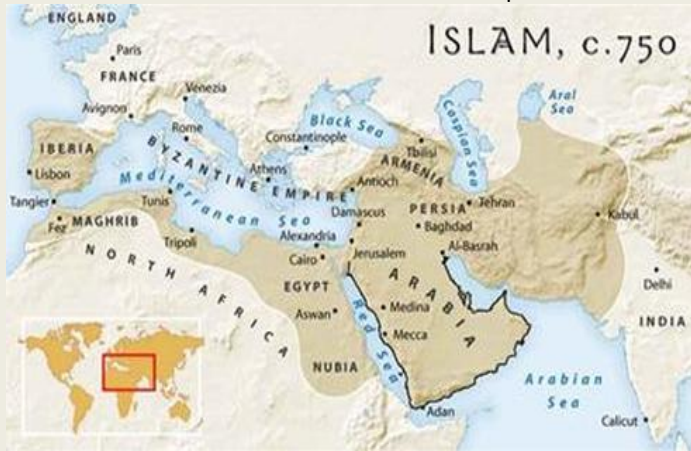 ISLAM, c.750
ENGLAND
Paris
FRANCE
Venezia
Avignon
Rome
Black Sea
Constantinople
Caspian Sea
Aral
Sea
IBERIA
Lisbon
BYZANTINE EMPIRE
Athens
Tbilisi
ARMENIA
Antioch
Mediterranean Sea
Tangier
Fez
MAGHRIB
Tunis
Tripoli
Damascus
PERSIA
Tehran
Baghdad
Kabul
Alexandria
Cairo
Jerusalem
Al-Basrah
NORTH AFRICA
EGYPT
ARABIA
Delhi
Aswan
Medina
Mecca
Red Sea
INDIA
NUBIA
Adan
Arabian
Sea
Calicut